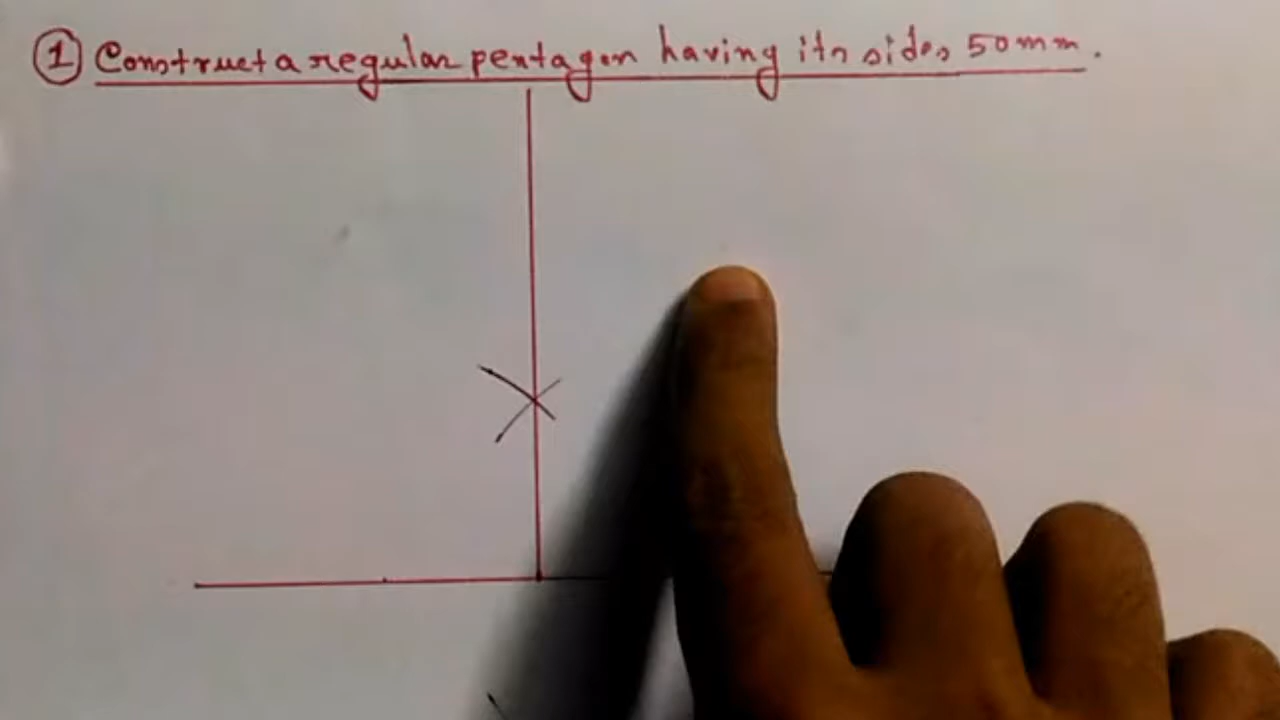 ① Construct a regular pentagon having its sides 50mm.